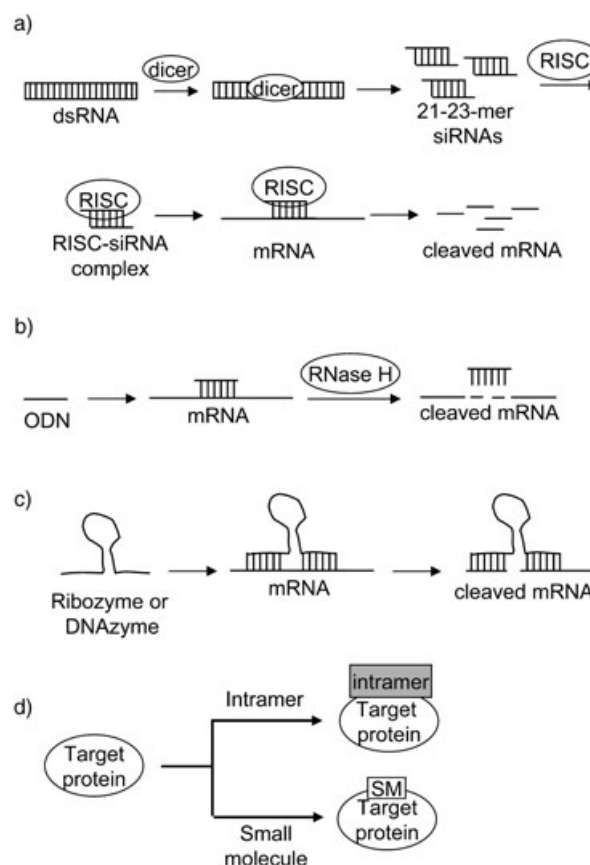 a)
dicer
dsRNA
dicer
21-23-mer
siRNAs
RISC
RISC
RISC-siRNA
complex
RISC
mRNA
cleaved mRNA
b)
ODN
mRNA
RNase H
cleaved mRNA
c)
Ribozyme or
DNAzyme
mRNA
cleaved mRNA
d)
Target
protein
Intramer
intramer
Target
protein
Small
molecule
SM
Target
protein